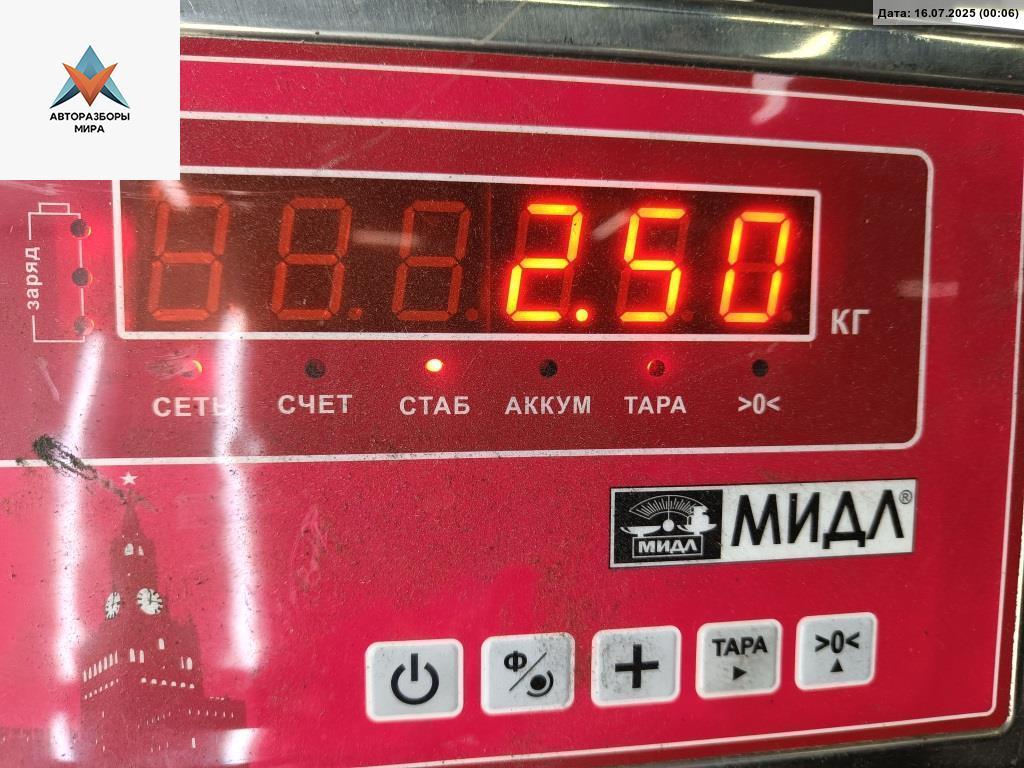 Дата: 16.07.2025 (00:06)
АВТОРАЗБОРЫ
МИРА
заряд
2.50
КГ
СЕТЬ СЧЕТ СТАБ АККУМ ТАРА >0<
МИДЛ МИДЛ®
Ф ТАРА >0<